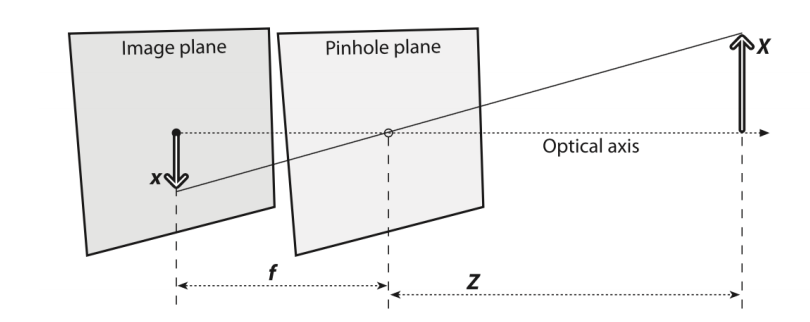 Image plane
Pinhole plane
X
Optical axis
x
f
Z